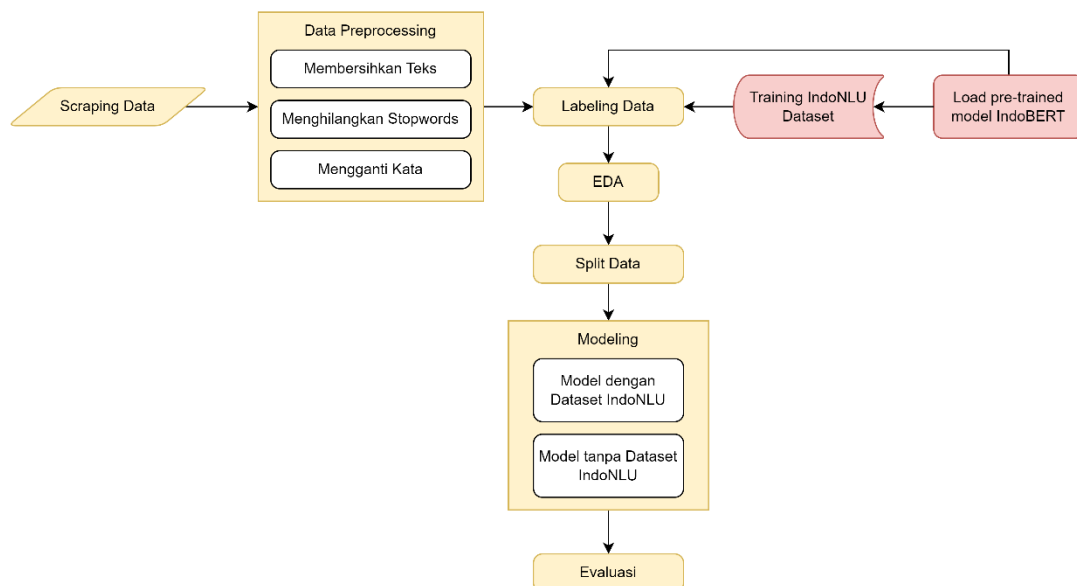 Data Preprocessing
Membersihkan Teks
Menghilangkan Stopwords
Mengganti Kata
Scraping Data
Labeling Data
Training IndoNLU
Dataset
Load pre-trained
model IndoBERT
EDA
Split Data
Modeling
Model dengan
Dataset IndoNLU
Model tanpa Dataset
IndoNLU
Evaluasi